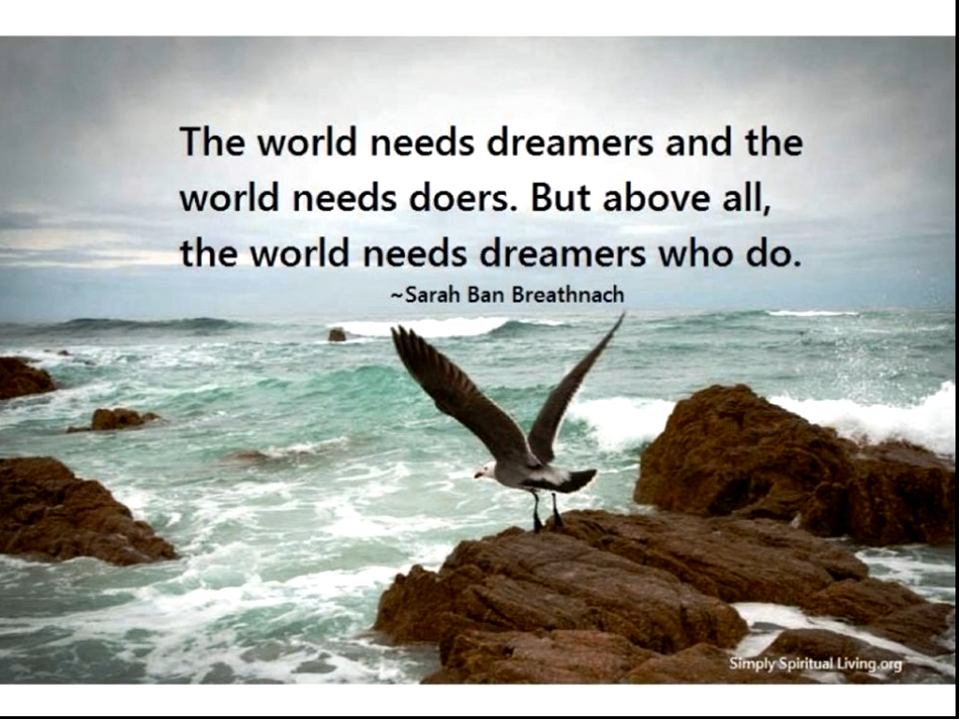 The world needs dreamers and the
world needs doers. But above all,
the world needs dreamers who do.
~Sarah Ban Breathnach
Simply Spiritual Living.org